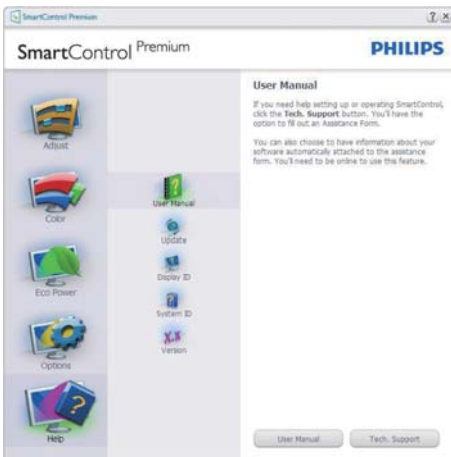 SmartControl Premium
? x
SmartControl Premium
PHILIPS
Adjust
Color
Eco Power
Options
Help
User Manual
Update
Display ID
System ID
X.x
Version
User Manual
If you need help setting up or operating SmartControl,
click the Tech. Support button. You'll have the
option to fill out an Assistance Form.
You can also choose to have information about your
software automatically attached to the assistance
form. You'll need to be online to use this feature.
User Manual
Tech. Support